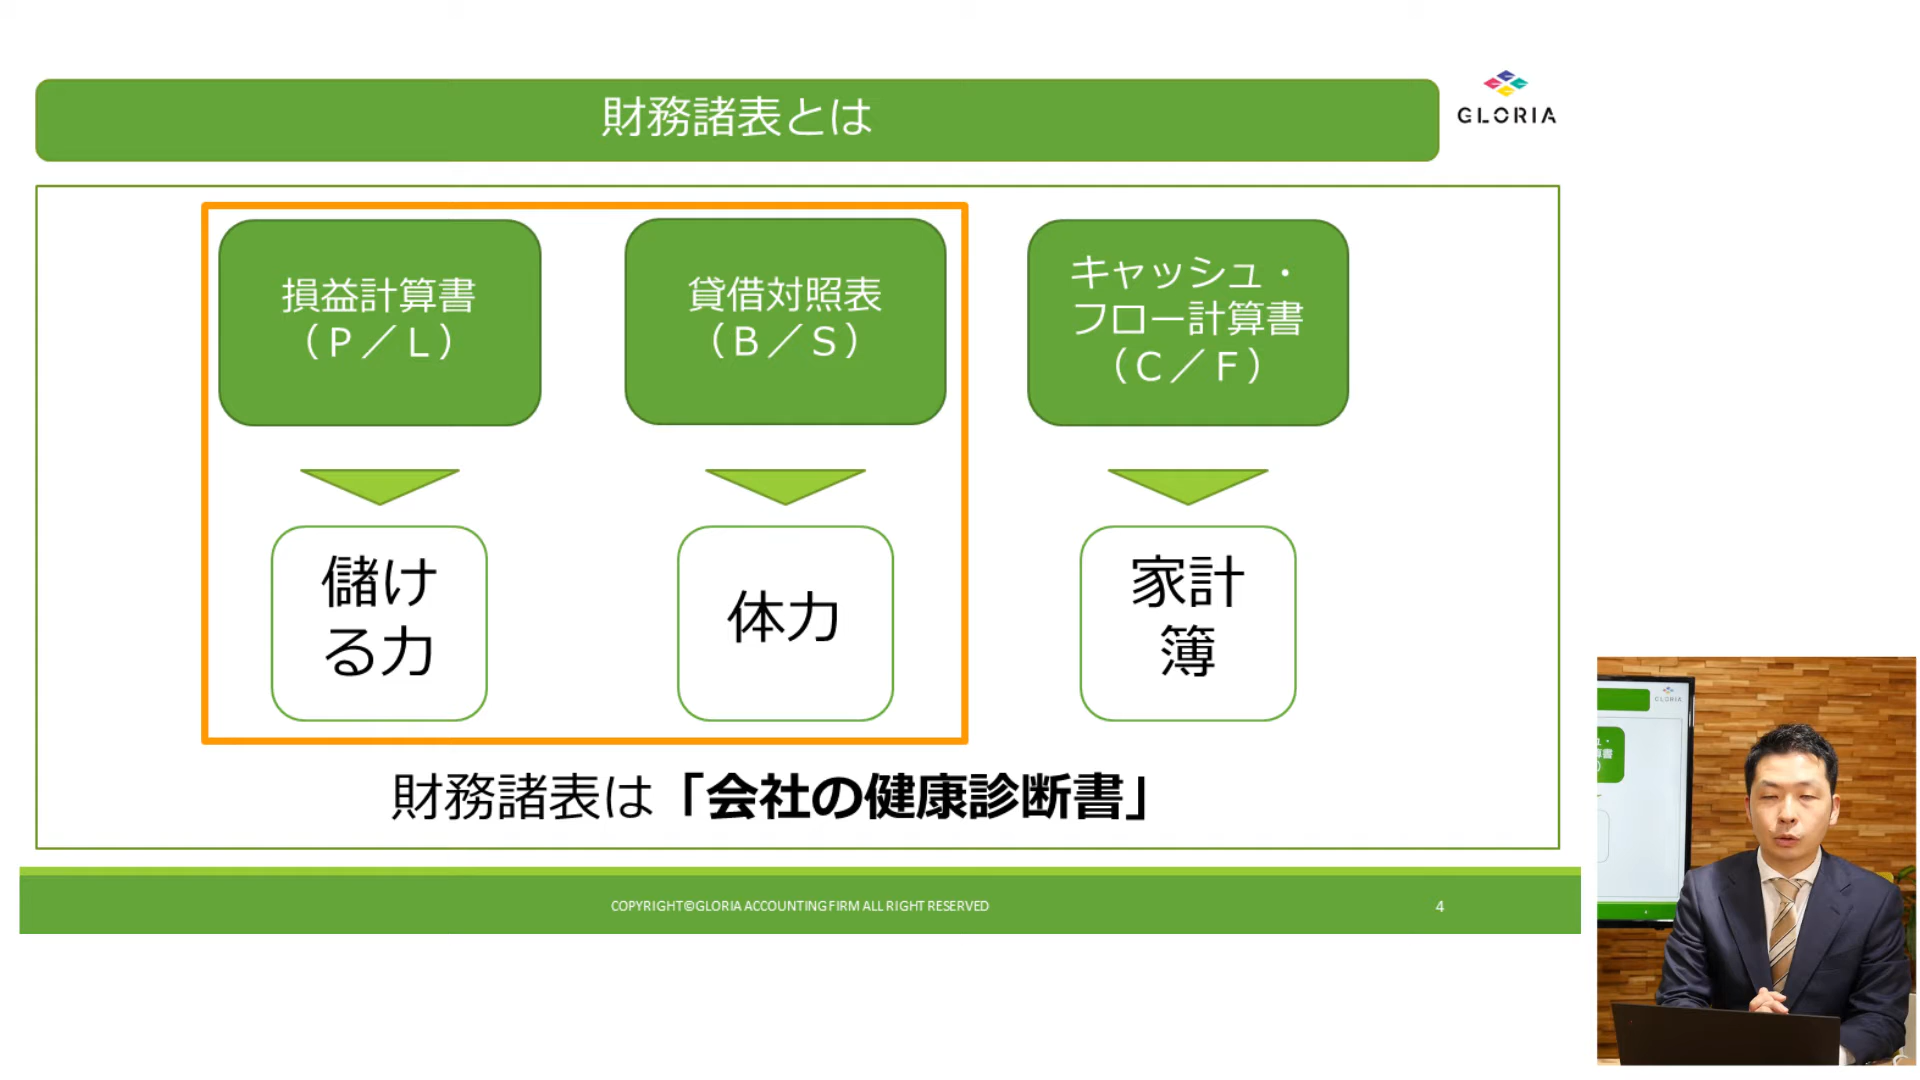 財務諸表とは
GLORIA
損益計算書
（Ｐ／Ｌ）
貸借対照表
（Ｂ／Ｓ）
キャッシュ・
フロー計算書
（Ｃ／Ｆ）
儲け
る力
体力
家計
簿
財務諸表は「会社の健康診断書」
COPYRIGHT©GLORIA ACCOUNTING FIRM ALL RIGHT RESERVED
4
GLORIA